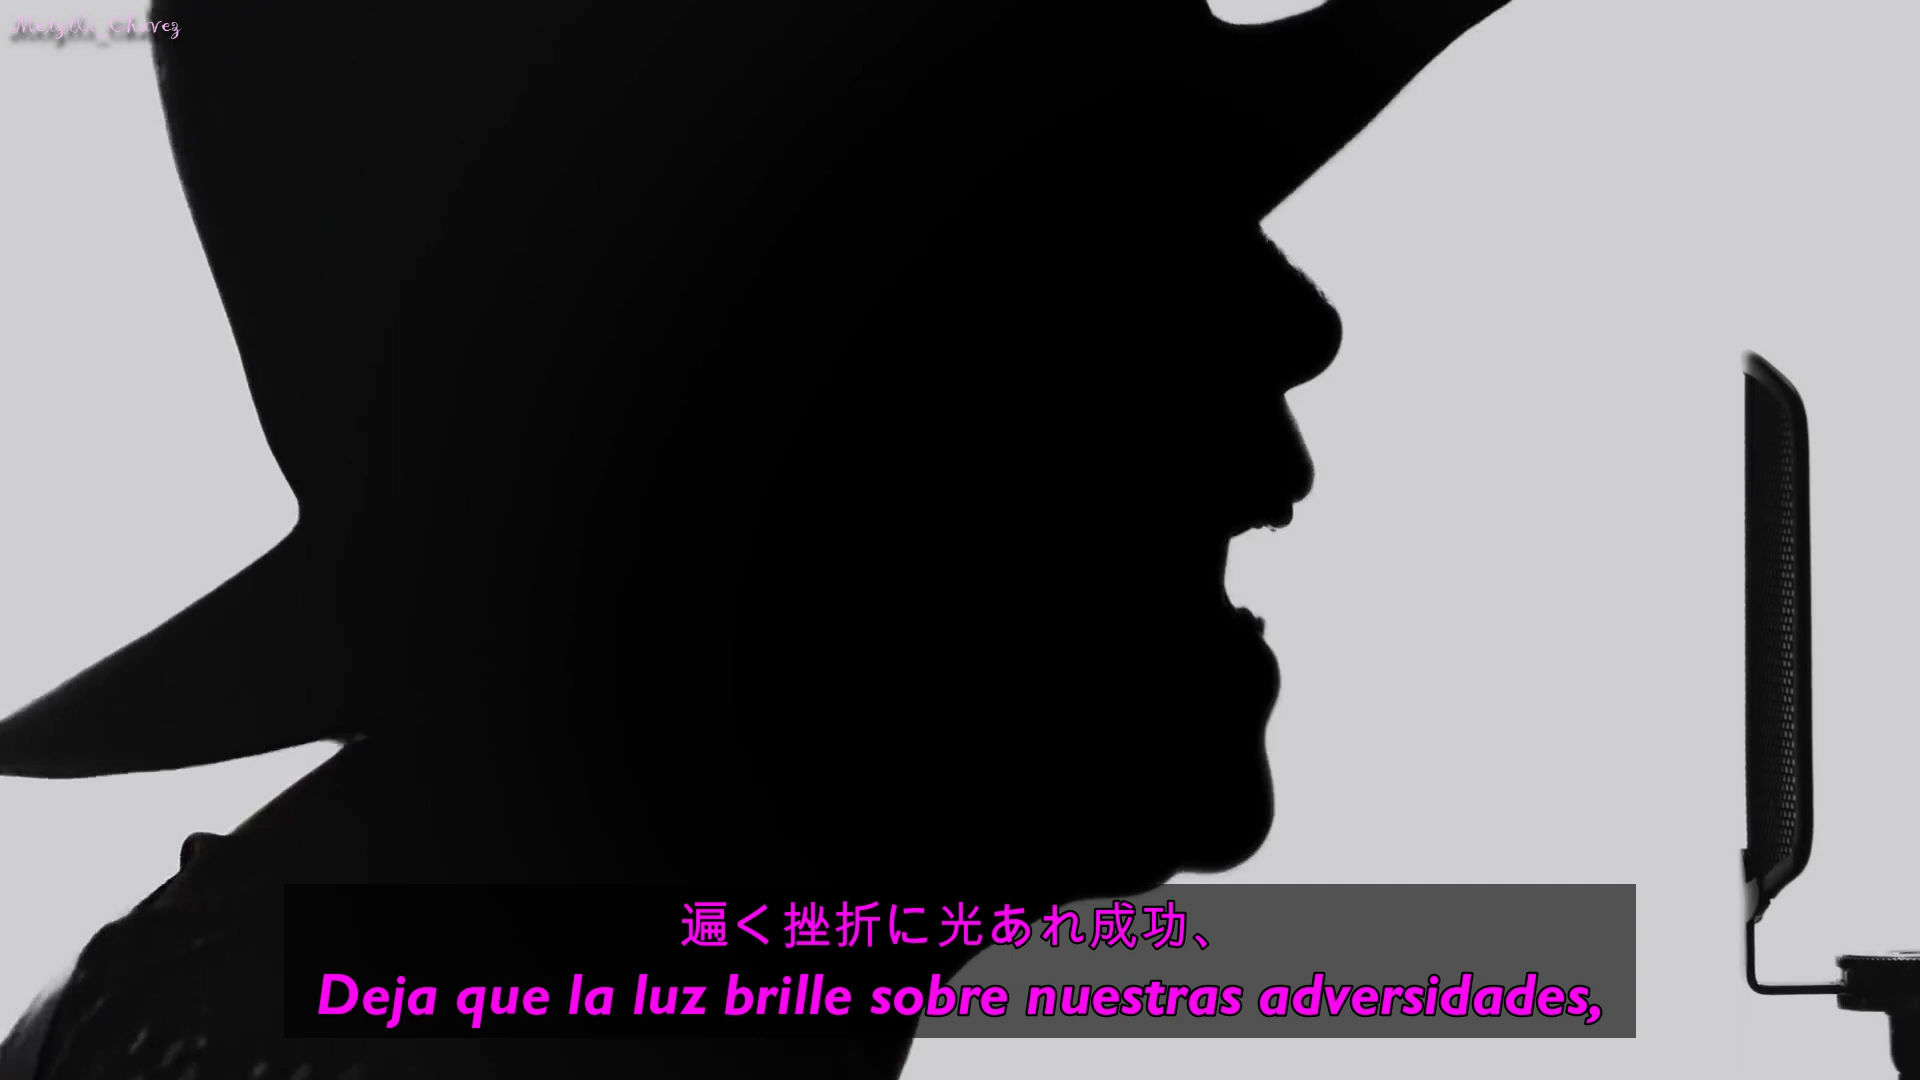 遍く挫折に光あれ成功、
Deja que la luz brille sobre nuestras adversidades,